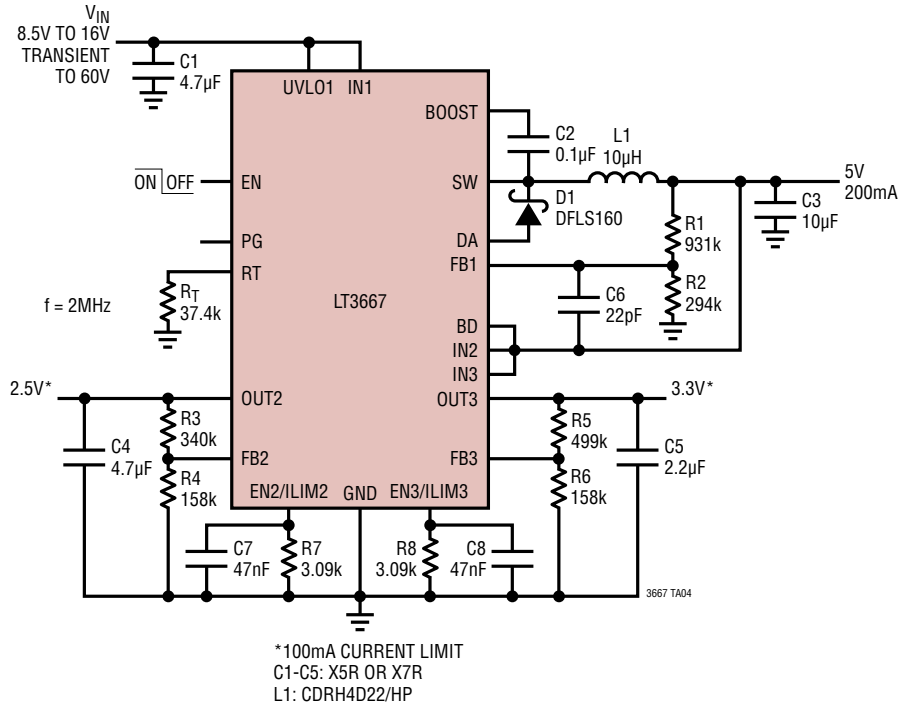 VIN
8.5V TO 16V
TRANSIENT
TO 60V
C1
4.7µF
UVLO1 IN1
BOOST
C2
0.1µF
L1
10µH
ON OFF
EN
SW
D1
DFLS160
5V
200mA
C3
10µF
PG
DA
R1
931k
RT
FB1
f = 2MHz
RT
37.4k
LT3667
C6
22pF
R2
294k
BD
IN2
IN3
2.5V*
OUT2
OUT3
3.3V*
R3
340k
R5
499k
C4
4.7µF
FB2
FB3
C5
2.2µF
R4
158k
R6
158k
EN2/ILIM2 GND EN3/ILIM3
C7
47nF
R7
3.09k
R8
3.09k
C8
47nF
3667 TA04
*100mA CURRENT LIMIT
C1-C5: X5R OR X7R
L1: CDRH4D22/HP